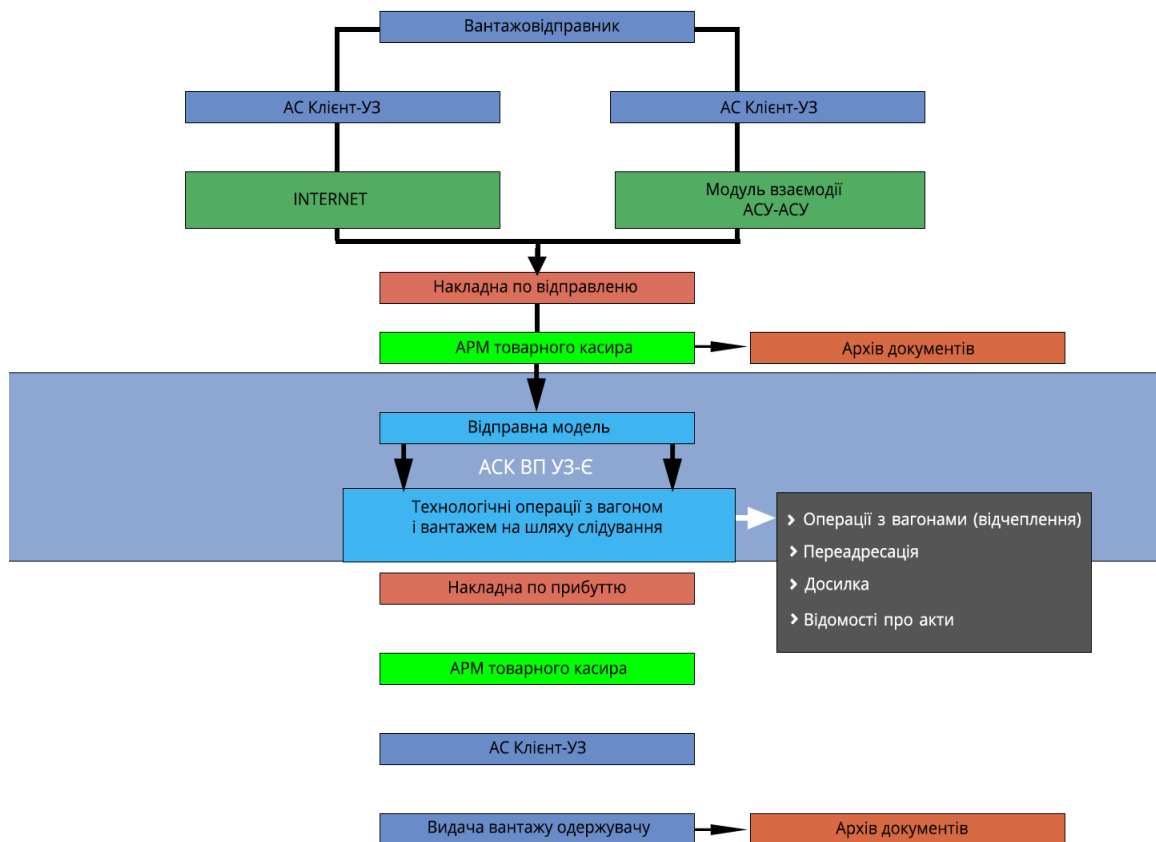 Вантажовідправник
АС Клієнт-УЗ
АС Клієнт-УЗ
INTERNET
Модуль взаємодії
АСУ-АСУ
Накладна по відправленю
АРМ товарного касира
Архів документів
Відправна модель
АСК ВП УЗ-Є
Технологічні операції з вагоном
і вантажем на шляху слідування
Операції з вагонами (відчеплення)
Переадресація
Досилка
Відомості про акти
Накладна по прибуттю
АРМ товарного касира
АС Клієнт-УЗ
Видача вантажу одержувачу
Архів документів